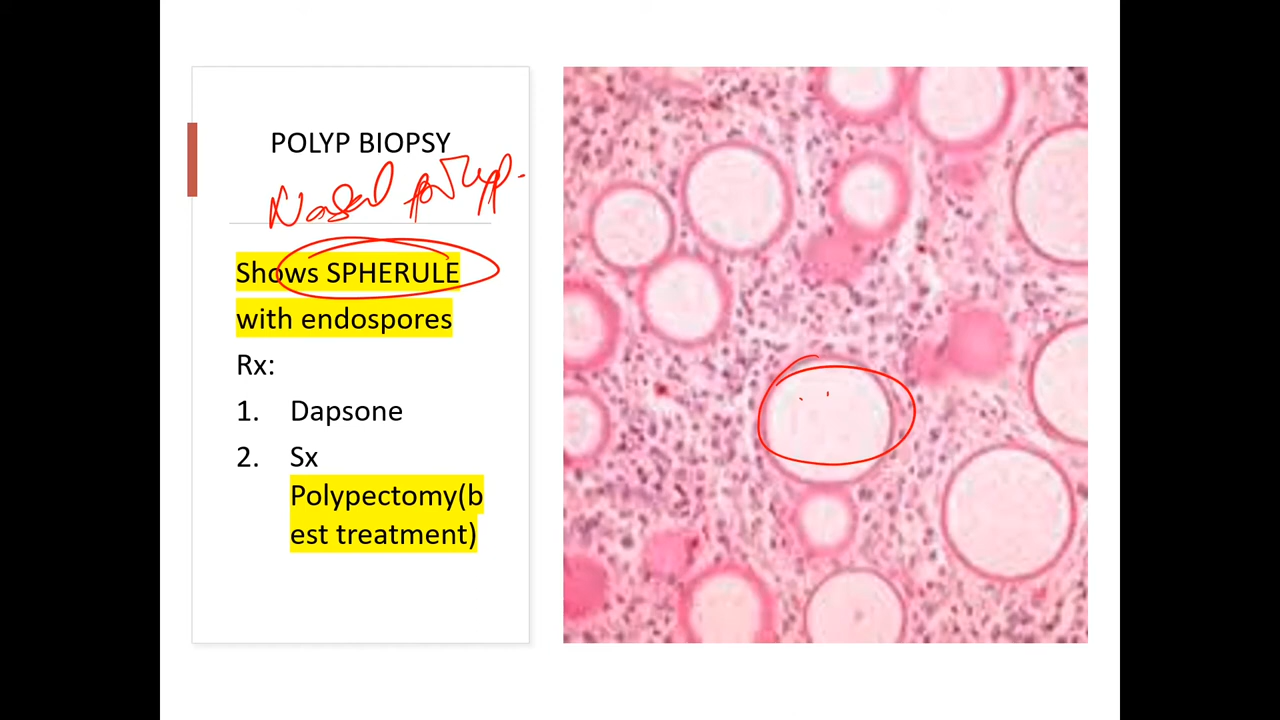 POLYP BIOPSY
Nasal polyp.
Shows SPHERULE
with endospores
Rx:
1. Dapsone
2. Sx
Polypectomy(b
est treatment)